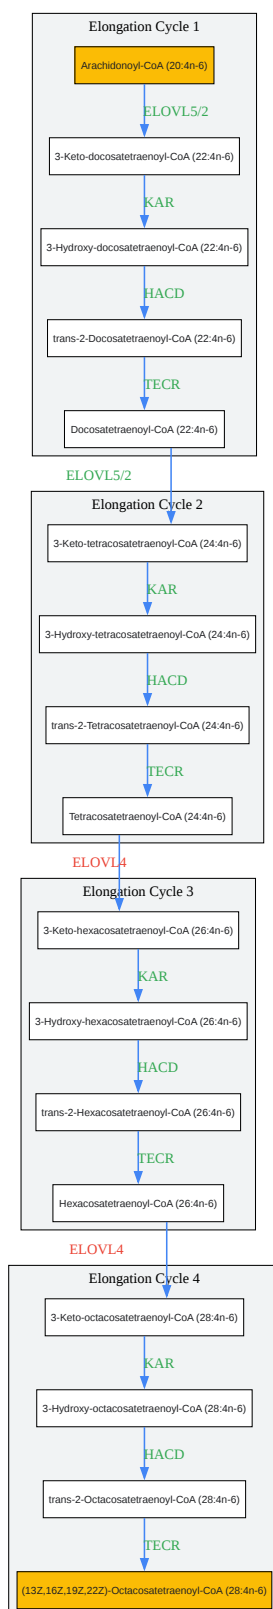 Elongation Cycle 1
Arachidonoyl-CoA (20:4n-6)
ELOVL5/2
3-Keto-docosatetraenoyl-CoA (22:4n-6)
KAR
3-Hydroxy-docosatetraenoyl-CoA (22:4n-6)
HACD
trans-2-Docosatetraenoyl-CoA (22:4n-6)
TECR
Docosatetraenoyl-CoA (22:4n-6)
ELOVL5/2
Elongation Cycle 2
3-Keto-tetracosatetraenoyl-CoA (24:4n-6)
KAR
3-Hydroxy-tetracosatetraenoyl-CoA (24:4n-6)
HACD
trans-2-Tetracosatetraenoyl-CoA (24:4n-6)
TECR
Tetracosatetraenoyl-CoA (24:4n-6)
ELOVL4
Elongation Cycle 3
3-Keto-hexacosatetraenoyl-CoA (26:4n-6)
KAR
3-Hydroxy-hexacosatetraenoyl-CoA (26:4n-6)
HACD
trans-2-Hexacosatetraenoyl-CoA (26:4n-6)
TECR
Hexacosatetraenoyl-CoA (26:4n-6)
ELOVL4
Elongation Cycle 4
3-Keto-octacosatetraenoyl-CoA (28:4n-6)
KAR
3-Hydroxy-octacosatetraenoyl-CoA (28:4n-6)
HACD
trans-2-Octacosatetraenoyl-CoA (28:4n-6)
TECR
(13Z,16Z,19Z,22Z)-Octacosatetraenoyl-CoA (28:4n-6)